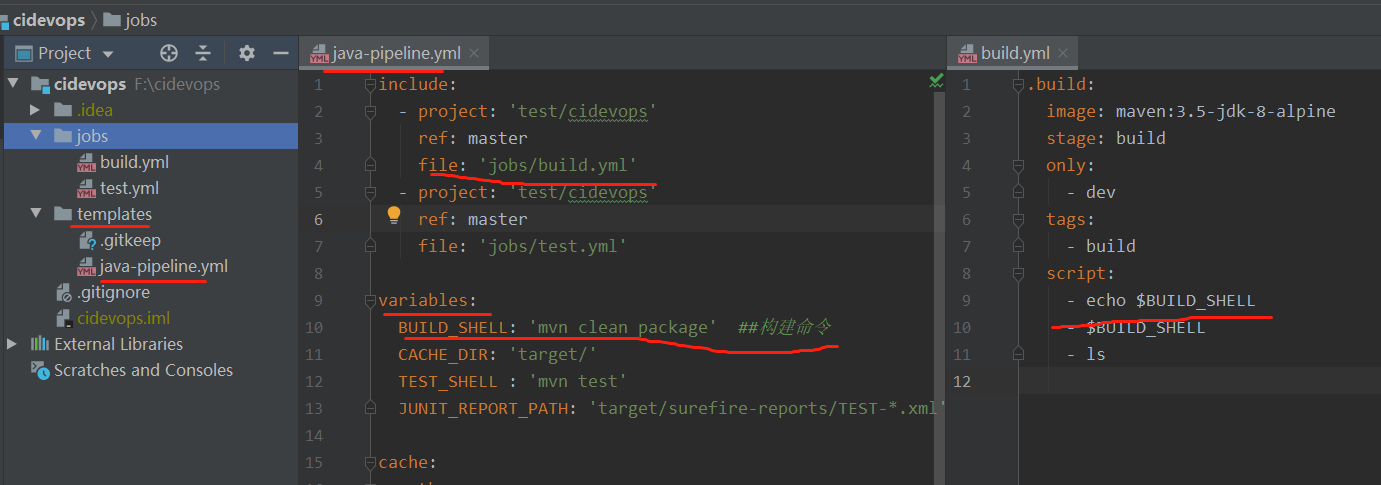 cidevops jobs
Project
cidevops F:\cidevops
.idea
jobs
YML build.yml
YML test.yml
templates
.gitkeep
YML java-pipeline.yml
.gitignore
cidevops.iml
External Libraries
Scratches and Consoles
YML java-pipeline.yml
1 include:
2 - project: 'test/cidevops'
3 ref: master
4 file: 'jobs/build.yml'
5 - project: 'test/cidevops'
6 ref: master
7 file: 'jobs/test.yml'
8
9 variables:
10 BUILD_SHELL: 'mvn clean package' ##构建命令
11 CACHE_DIR: 'target/'
12 TEST_SHELL : 'mvn test'
13 JUNIT_REPORT_PATH: 'target/surefire-reports/TEST-*.xml'
14
15 cache:
YML build.yml
1 .build:
2 image: maven:3.5-jdk-8-alpine
3 stage: build
4 only:
5 - dev
6 tags:
7 - build
8 script:
9 - echo $BUILD_SHELL
10 - $BUILD_SHELL
11 - ls
12